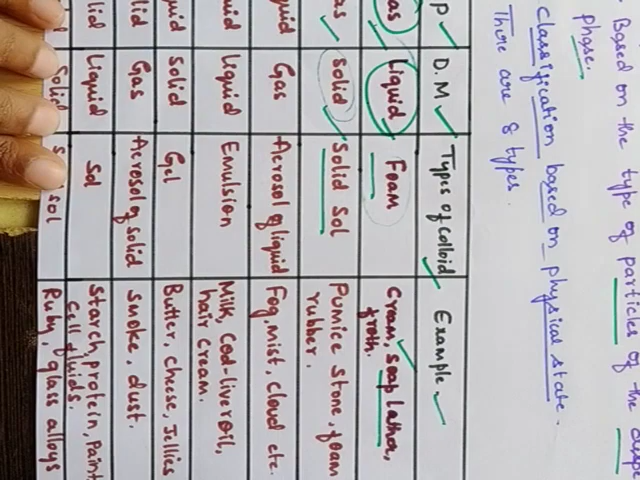 Based on the type of particles of the
phase.
Classification based on physical state.
There are 8 types.
D.M Types of colloid Example
Liquid Foam Cream, soap lather,
froth.
Solid Solid Sol Pumice stone, foam
rubber.
Gas Aerosol of liquid Fog, mist, cloud etc.
Liquid Emulsion Milk, Cod-liver oil,
hair cream.
Solid Gel Butter, cheese, Jellies
Gas Aerosol of solid smoke, dust.
Liquid Sol Starch, protein, paint
cell fluids.
Solid sol Ruby, glass alloys